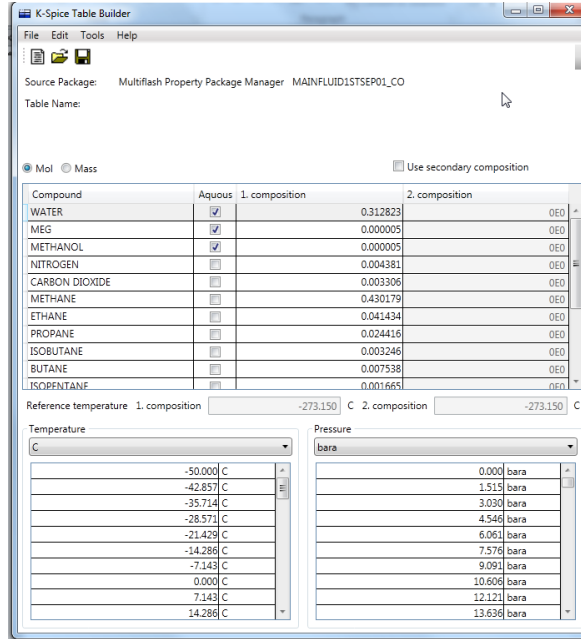 K-Spice Table Builder
File Edit Tools Help
Source Package: Multiflash Property Package Manager MAINFLUID1STSEP01_CO
Table Name:
Mol Mass Use secondary composition
Compound Aquous 1. composition 2. composition
WATER 0.312823 0E0
MEG 0.000005 0E0
METHANOL 0.000005 0E0
NITROGEN 0.004381 0E0
CARBON DIOXIDE 0.003306 0E0
METHANE 0.430179 0E0
ETHANE 0.041434 0E0
PROPANE 0.024416 0E0
ISOBUTANE 0.003246 0E0
BUTANE 0.007538 0E0
ISOPENTANE 0.001665 0E0
Reference temperature 1. composition -273.150 C 2. composition -273.150 C
Temperature Pressure
C bara
-50.000 C 0.000 bara
-42.857 C 1.515 bara
-35.714 C 3.030 bara
-28.571 C 4.546 bara
-21.429 C 6.061 bara
-14.286 C 7.576 bara
-7.143 C 9.091 bara
0.000 C 10.606 bara
7.143 C 12.121 bara
14.286 C 13.636 bara